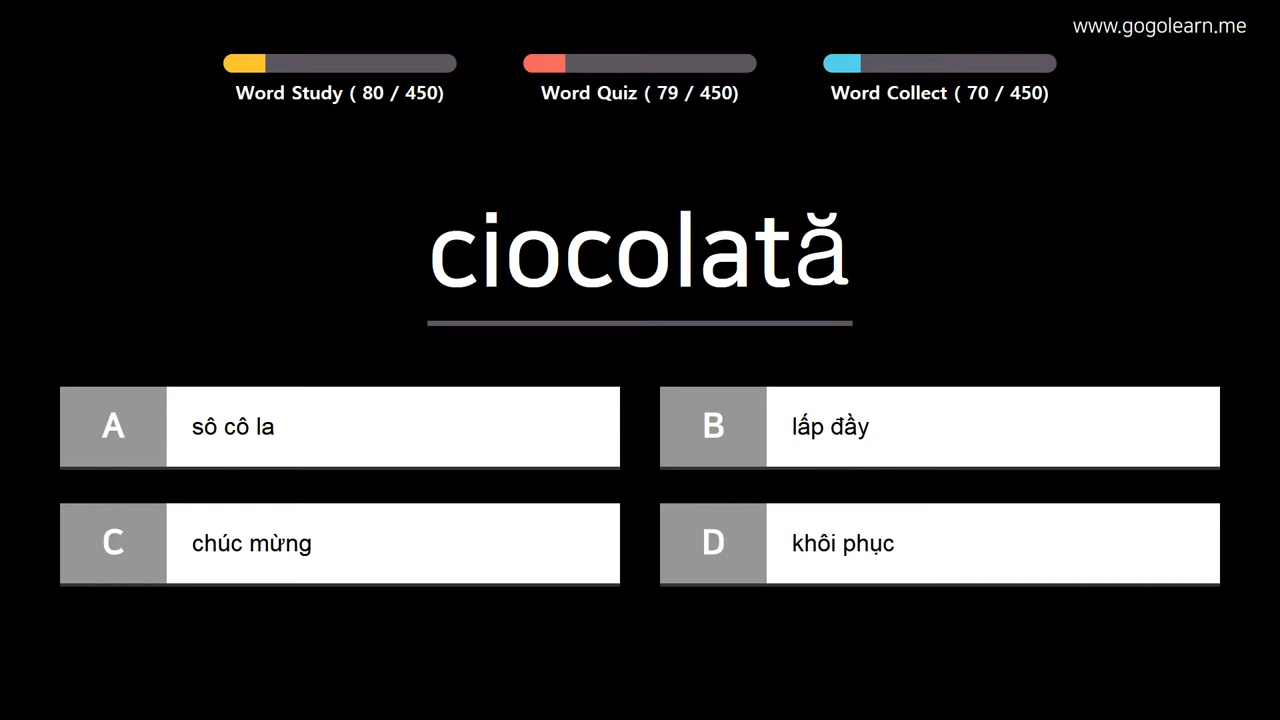 www.gogolearn.me
Word Study ( 80 / 450)
Word Quiz ( 79 / 450)
Word Collect ( 70 / 450)
ciocolată
A
sô cô la
B
lấp đầy
C
chúc mừng
D
khôi phục